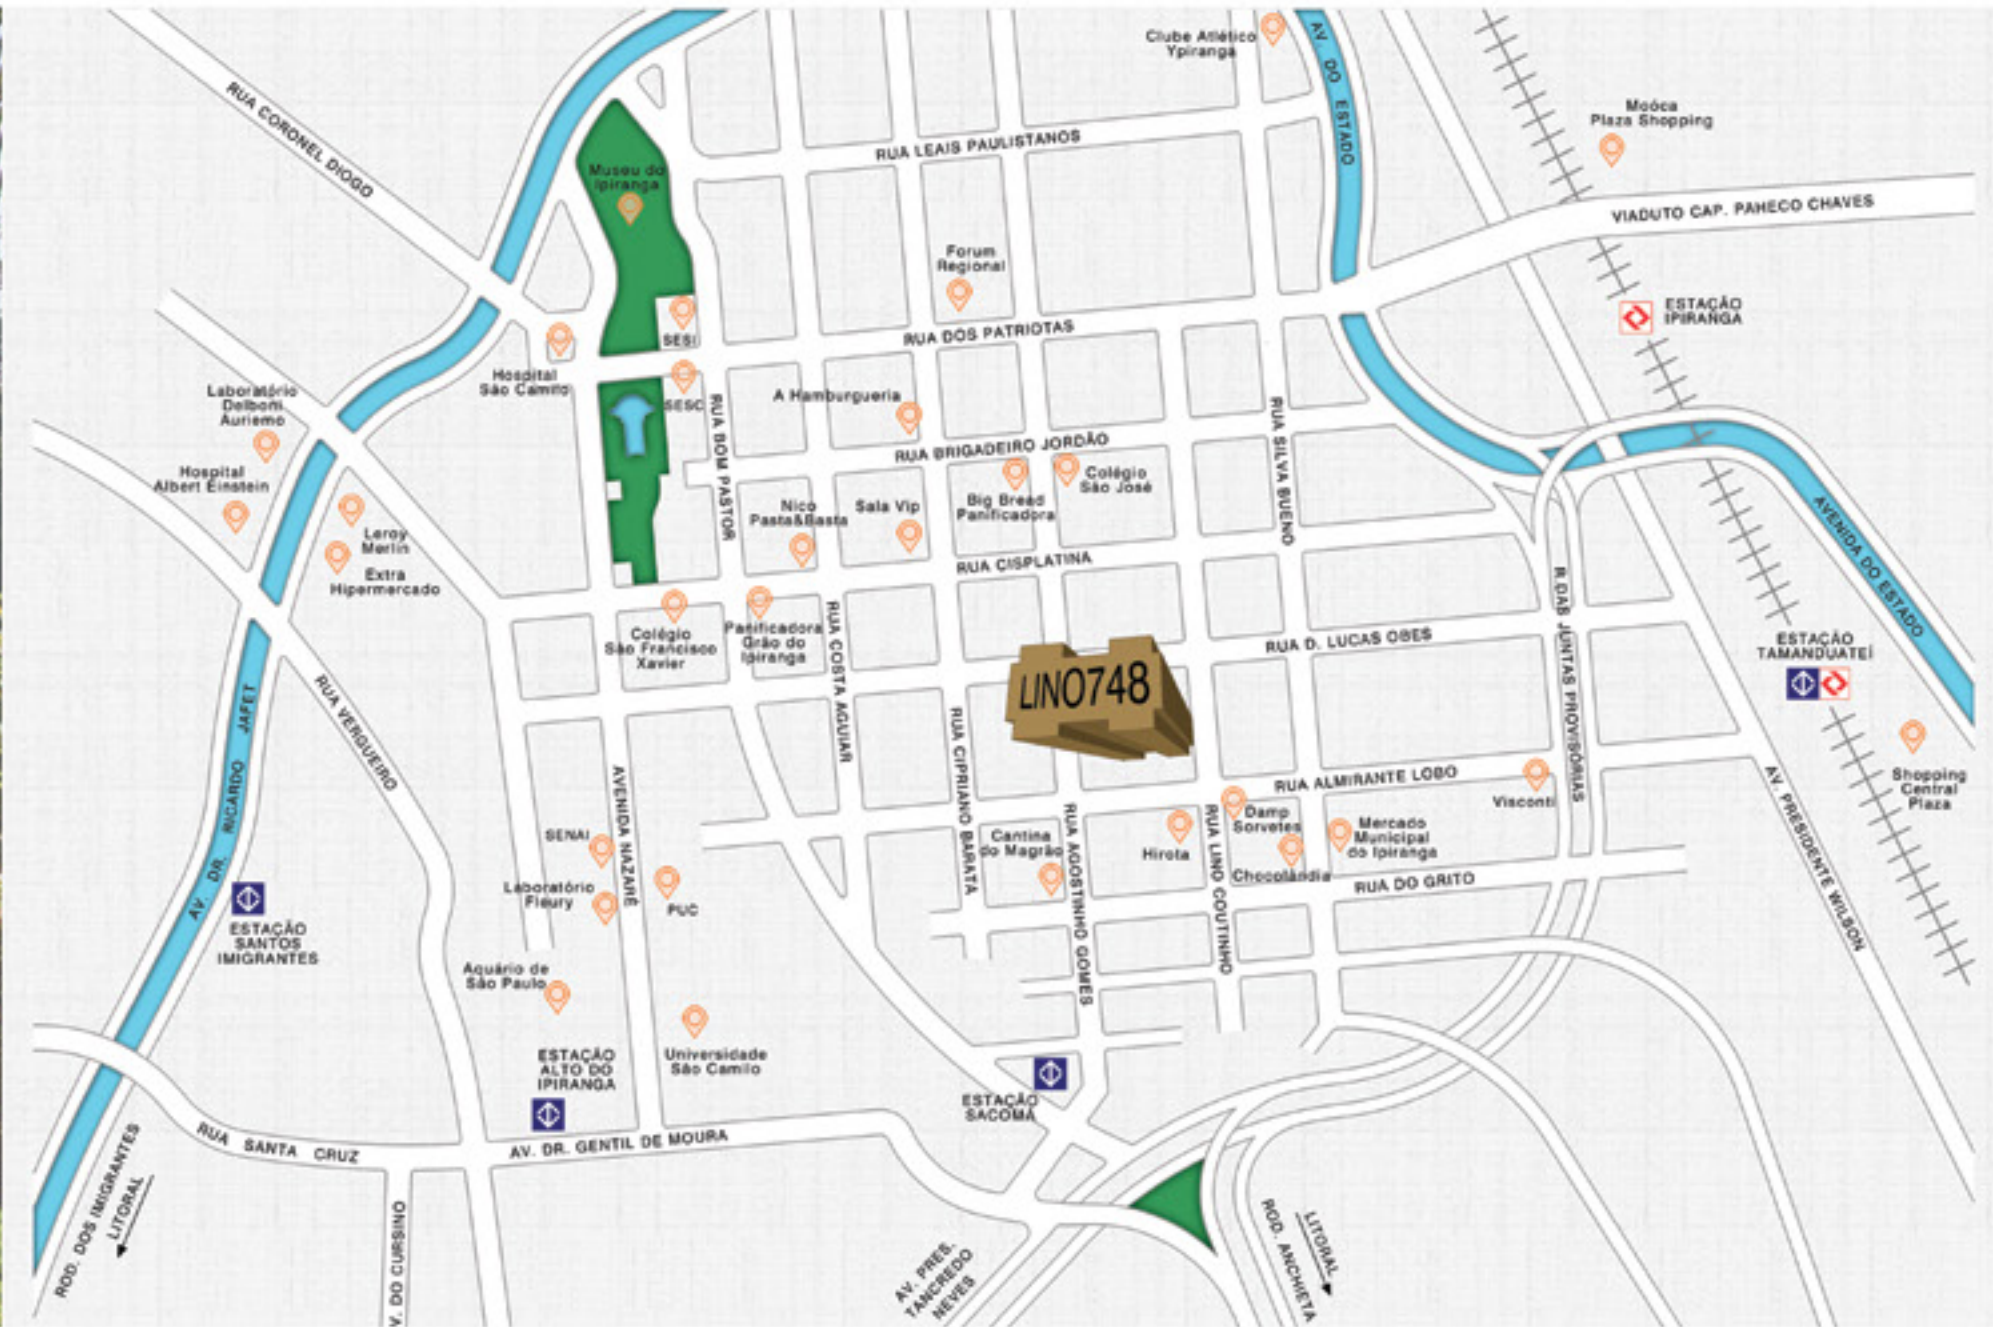 Clube Atlético
Ypiranga
AV. DO ESTADO
RUA CORONEL DIOGO
Moóca
Plaza Shopping
RUA LEAIS PAULISTANOS
Museu do
Ipiranga
VIADUTO CAP. PAHECO CHAVES
Forum
Regional
ESTAÇÃO
IPIRANGA
RUA DOS PATRIOTAS
SESI
Hospital
São Camilo
SESC
A Hamburgueria
Laboratório
Delboni
Auriemo
RUA BOM PASTOR
RUA SILVA BUENO
RUA BRIGADEIRO JORDÃO
Hospital
Albert Einstein
Colégio
São José
Big Bread
Panificadora
Nico
Pasta&Basta
Sala Vip
Leroy
Merlin
AVENIDA DO ESTADO
Extra
Hipermercado
RUA CISPLATINA
R.DAS JUNTAS PROVISÓRIAS
Colégio
São Francisco
Xavier
Panificadora
Grão do
Ipiranga
RUA COSTA AGUIAR
RUA D. LUCAS OBES
ESTAÇÃO
TAMANDUATEÍ
LINO748
RUA VERGUEIRO
AV. DR. RICARDO JAFET
RUA CIPRIANO BARATA
AVENIDA NAZARÉ
RUA ALMIRANTE LOBO
Visconti
Shopping
Central
Plaza
AV. PRESIDENTE WILSON
SENAI
Cantina
do Magrão
RUA AGOSTINHO GOMES
Hirota
RUA LINO COUTINHO
Damp
Sorvetes
Mercado
Municipal
do Ipiranga
Chocolândia
RUA DO GRITO
Laboratório
Fleury
PUC
ESTAÇÃO
SANTOS
IMIGRANTES
Aquário de
São Paulo
ESTAÇÃO
ALTO DO
IPIRANGA
Universidade
São Camilo
ESTAÇÃO
SACOMÃ
RUA SANTA CRUZ
AV. DR. GENTIL DE MOURA
ROD. DOS IMIGRANTES
LITORAL
V. DO CURSINO
AV. PRES.
TANCREDO
NEVES
LITORAL
ROD. ANCHIETA